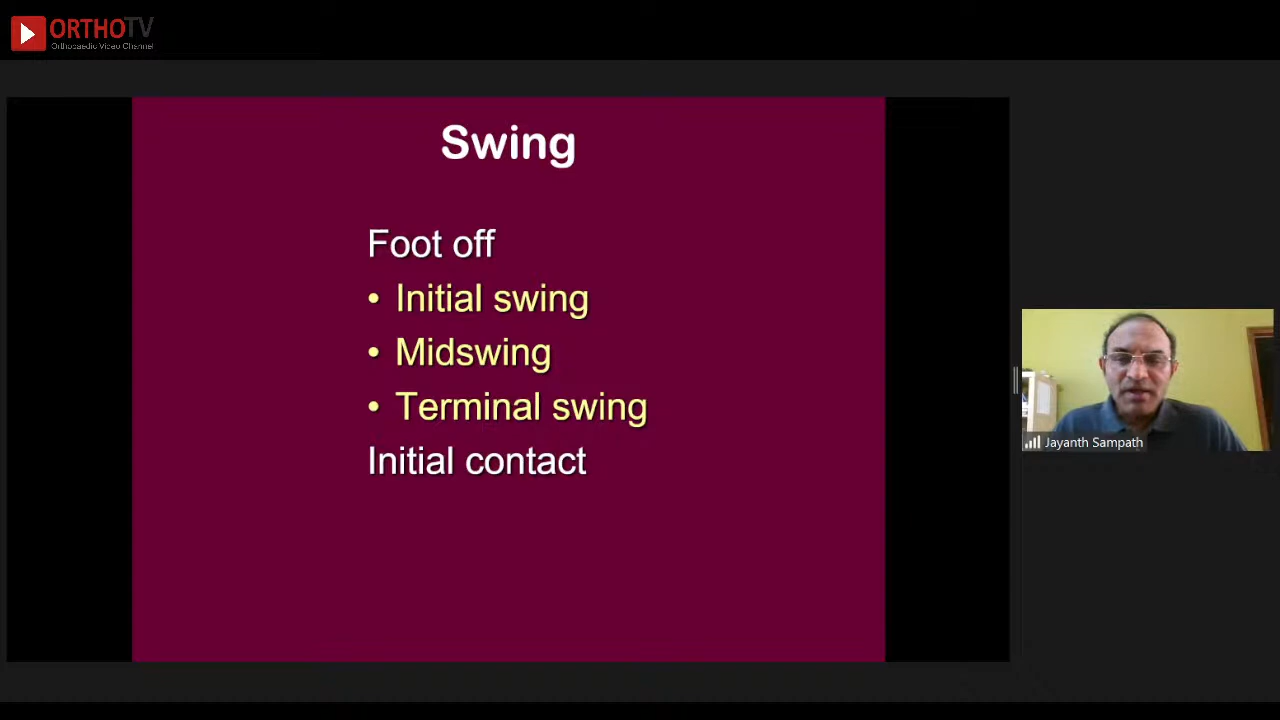 ORTHOTV
Orthopaedic Video Channel
Swing
Foot off
• Initial swing
• Midswing
• Terminal swing
Initial contact
Jayanth Sampath